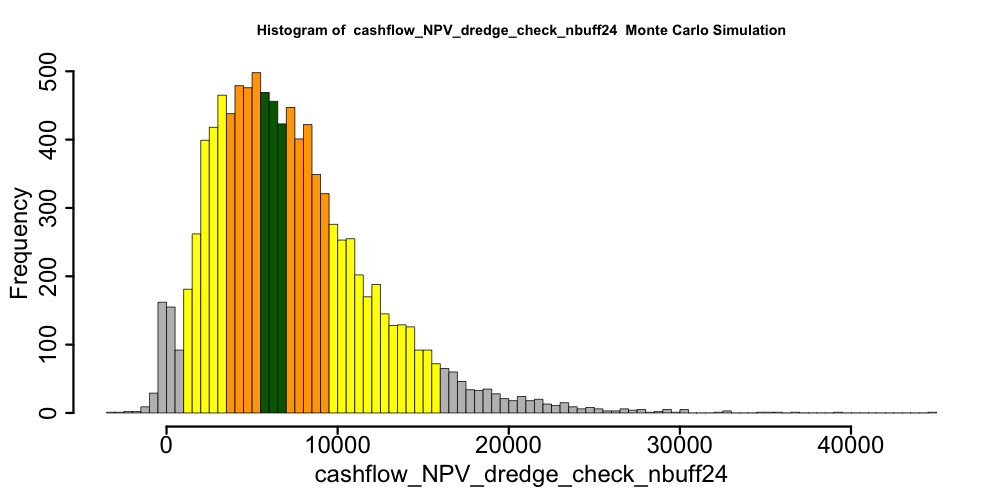 Histogram of cashflow_NPV_dredge_check_nbuff24 Monte Carlo Simulation
Frequency
500
400
300
200
100
0
0 10000 20000 30000 40000
cashflow_NPV_dredge_check_nbuff24